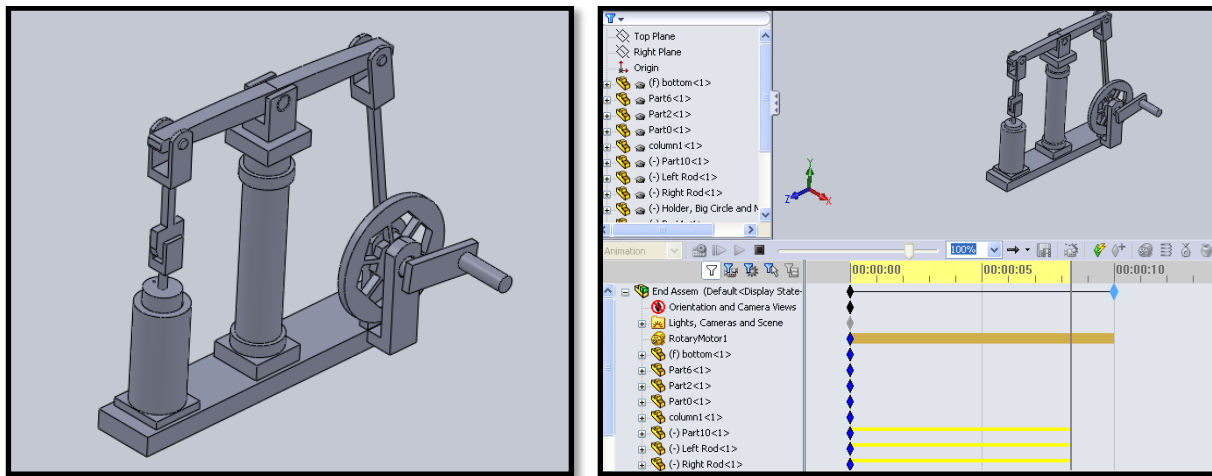 Top Plane
Right Plane
Origin
(f) bottom<1>
Part6<1>
Part2<1>
Part0<1>
column1<1>
(-) Part10<1>
(-) Left Rod<1>
(-) Right Rod<1>
(-) Holder, Big Circle and N
Y
Z
X
Animation
100%
00:00:00
00:00:05
00:00:10
End Assem (Default<Display State-
Orientation and Camera Views
Lights, Cameras and Scene
RotaryMotor1
(f) bottom<1>
Part6<1>
Part2<1>
Part0<1>
column1<1>
(-) Part10<1>
(-) Left Rod<1>
(-) Right Rod<1>